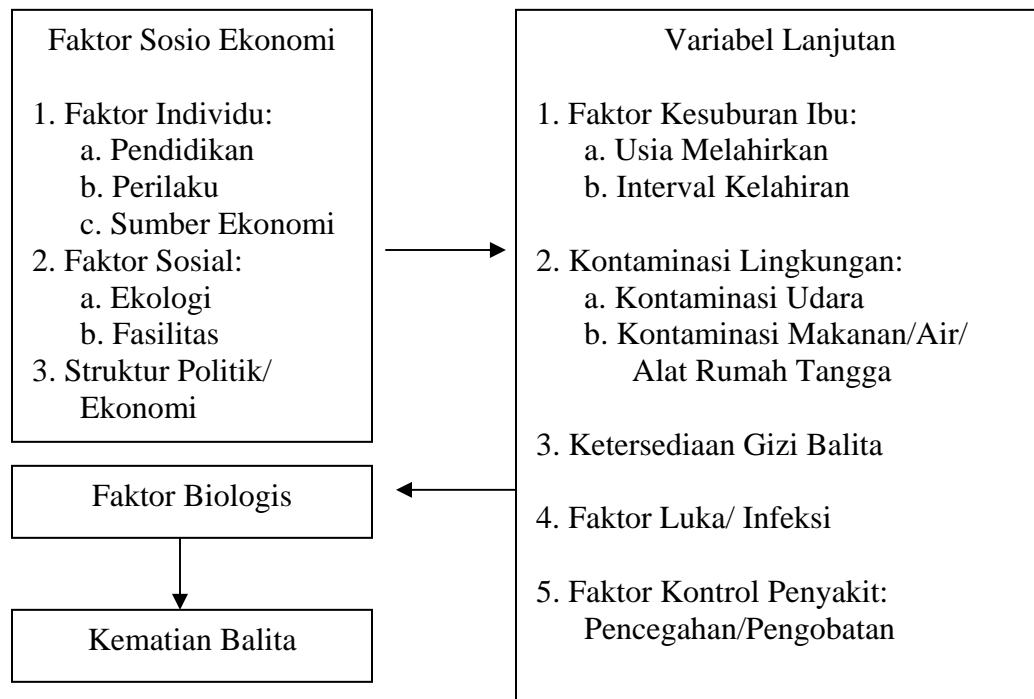 Faktor Sosio Ekonomi
1. Faktor Individu:
a. Pendidikan
b. Perilaku
c. Sumber Ekonomi
2. Faktor Sosial:
a. Ekologi
b. Fasilitas
3. Struktur Politik/
Ekonomi
Variabel Lanjutan
1. Faktor Kesuburan Ibu:
a. Usia Melahirkan
b. Interval Kelahiran
2. Kontaminasi Lingkungan:
a. Kontaminasi Udara
b. Kontaminasi Makanan/Air/
Alat Rumah Tangga
3. Ketersediaan Gizi Balita
4. Faktor Luka/ Infeksi
5. Faktor Kontrol Penyakit:
Pencegahan/Pengobatan
Faktor Biologis
Kematian Balita